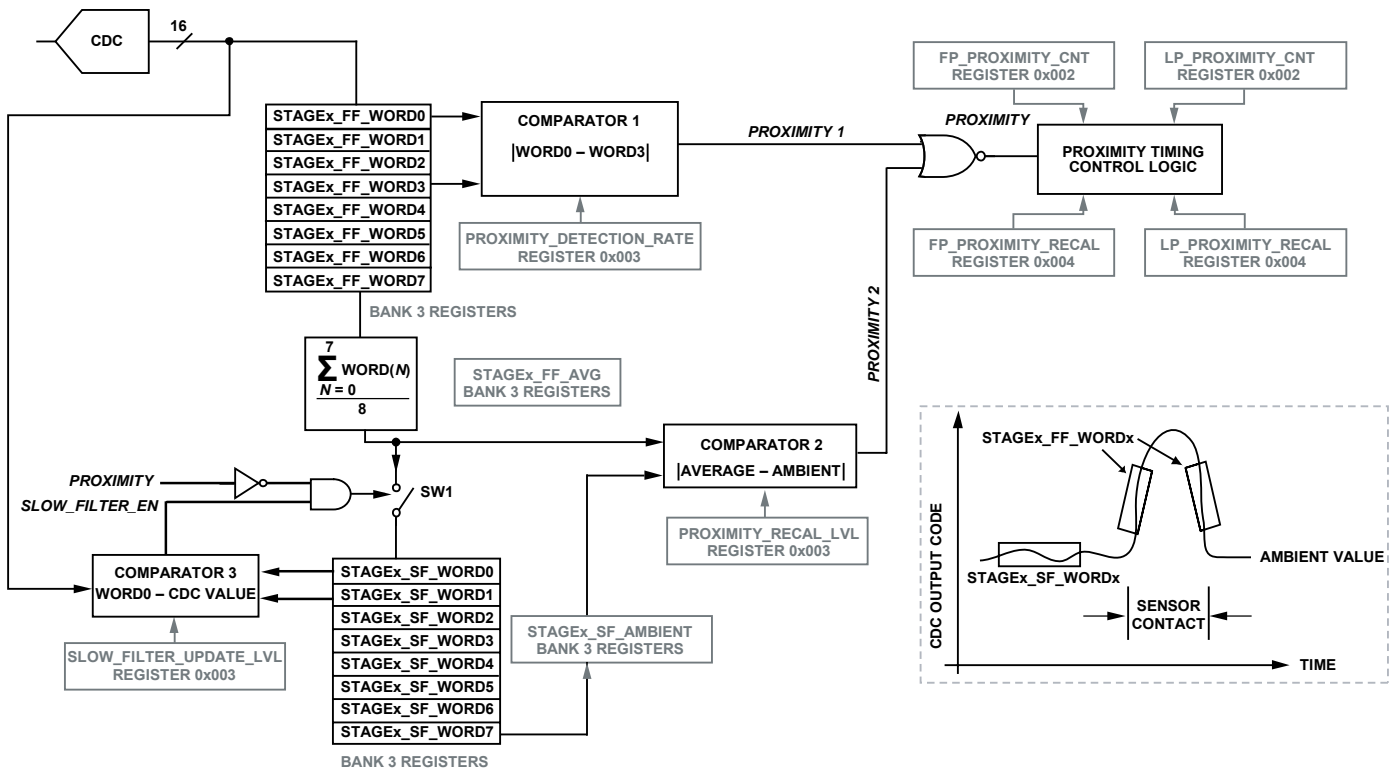 CDC
16
STAGEx_FF_WORD0
STAGEx_FF_WORD1
STAGEx_FF_WORD2
STAGEx_FF_WORD3
STAGEx_FF_WORD4
STAGEx_FF_WORD5
STAGEx_FF_WORD6
STAGEx_FF_WORD7
BANK 3 REGISTERS
COMPARATOR 1
|WORD0 – WORD3|
PROXIMITY_DETECTION_RATE
REGISTER 0x003
PROXIMITY 1
PROXIMITY
FP_PROXIMITY_CNT
REGISTER 0x002
LP_PROXIMITY_CNT
REGISTER 0x002
PROXIMITY TIMING
CONTROL LOGIC
FP_PROXIMITY_RECAL
REGISTER 0x004
LP_PROXIMITY_RECAL
REGISTER 0x004
PROXIMITY 2
7
Σ WORD(N)
N = 0
8
STAGEx_FF_AVG
BANK 3 REGISTERS
COMPARATOR 2
|AVERAGE – AMBIENT|
PROXIMITY_RECAL_LVL
REGISTER 0x003
PROXIMITY
SLOW_FILTER_EN
SW1
COMPARATOR 3
WORD0 – CDC VALUE
SLOW_FILTER_UPDATE_LVL
REGISTER 0x003
STAGEx_SF_WORD0
STAGEx_SF_WORD1
STAGEx_SF_WORD2
STAGEx_SF_WORD3
STAGEx_SF_WORD4
STAGEx_SF_WORD5
STAGEx_SF_WORD6
STAGEx_SF_WORD7
BANK 3 REGISTERS
STAGEx_SF_AMBIENT
BANK 3 REGISTERS
CDC OUTPUT CODE
STAGEx_FF_WORDx
STAGEx_SF_WORDx
AMBIENT VALUE
SENSOR
CONTACT
TIME